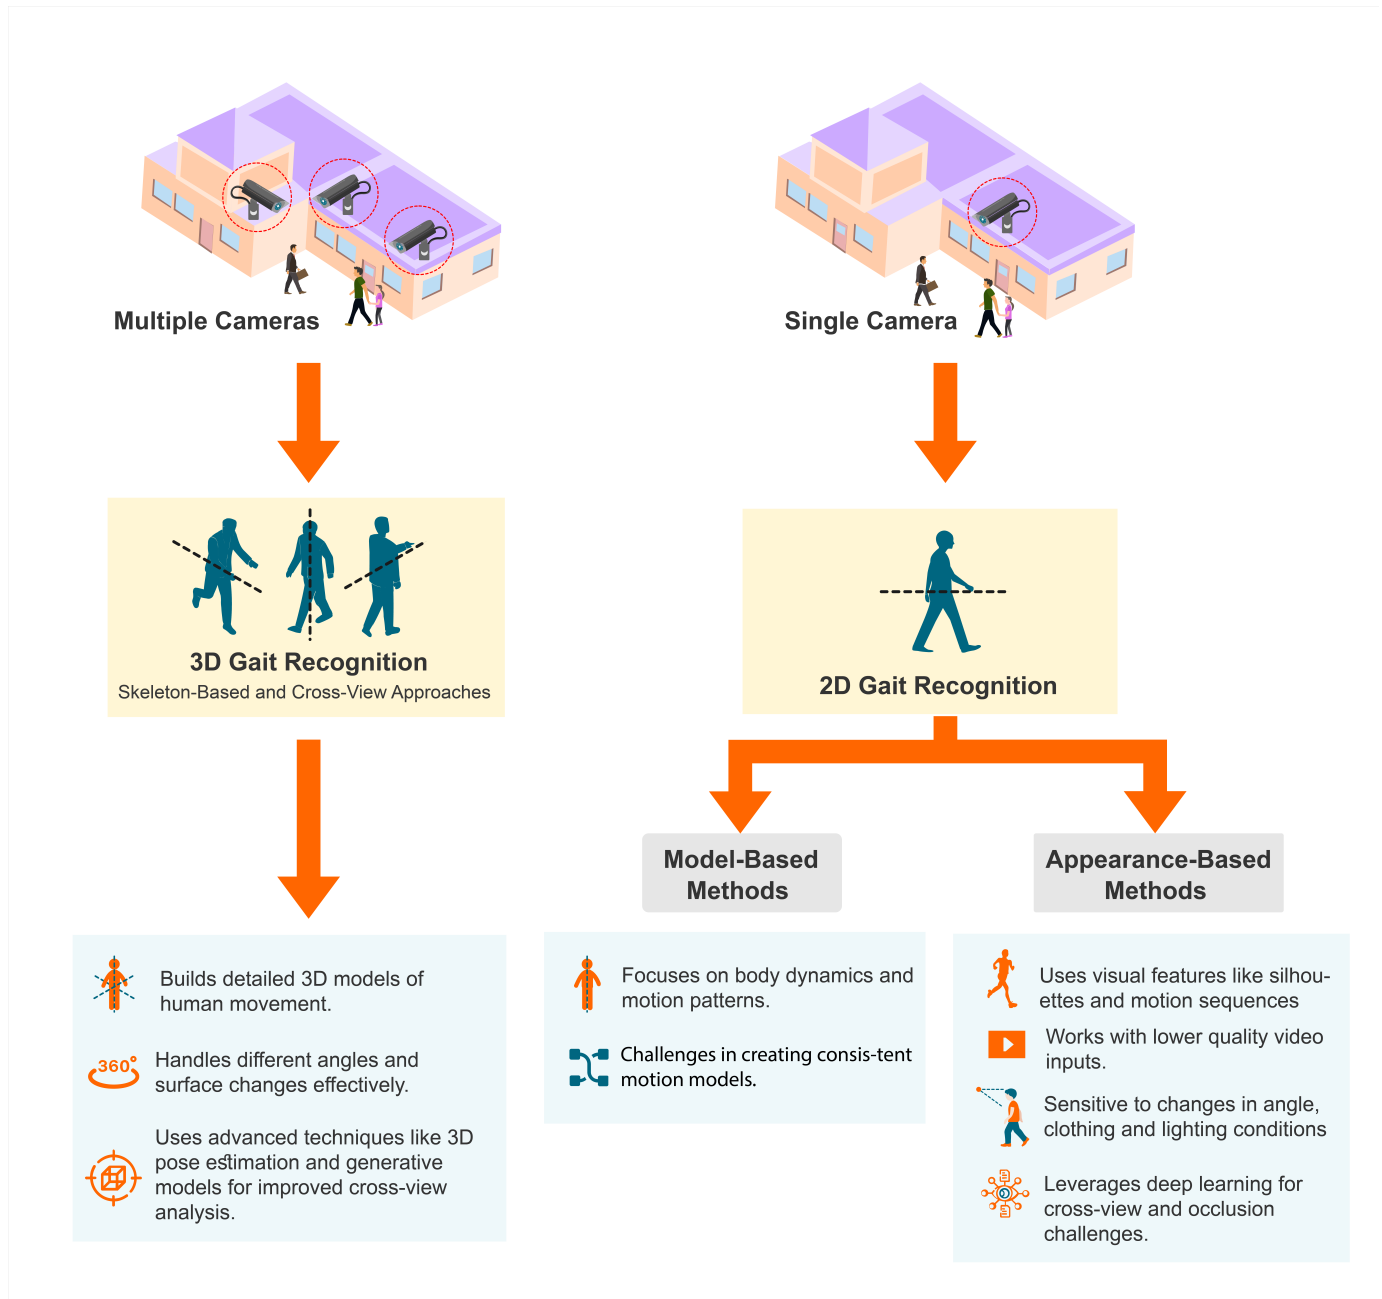 Multiple Cameras
Single Camera
3D Gait Recognition
Skeleton-Based and Cross-View Approaches
2D Gait Recognition
Model-Based
Methods
Appearance-Based
Methods
Builds detailed 3D models of
human movement.
360°
Handles different angles and
surface changes effectively.
Uses advanced techniques like 3D
pose estimation and generative
models for improved cross-view
analysis.
Focuses on body dynamics and
motion patterns.
Challenges in creating consis-tent
motion models.
Uses visual features like silhou-
ettes and motion sequences
Works with lower quality video
inputs.
Sensitive to changes in angle,
clothing and lighting conditions
Leverages deep learning for
cross-view and occlusion
challenges.